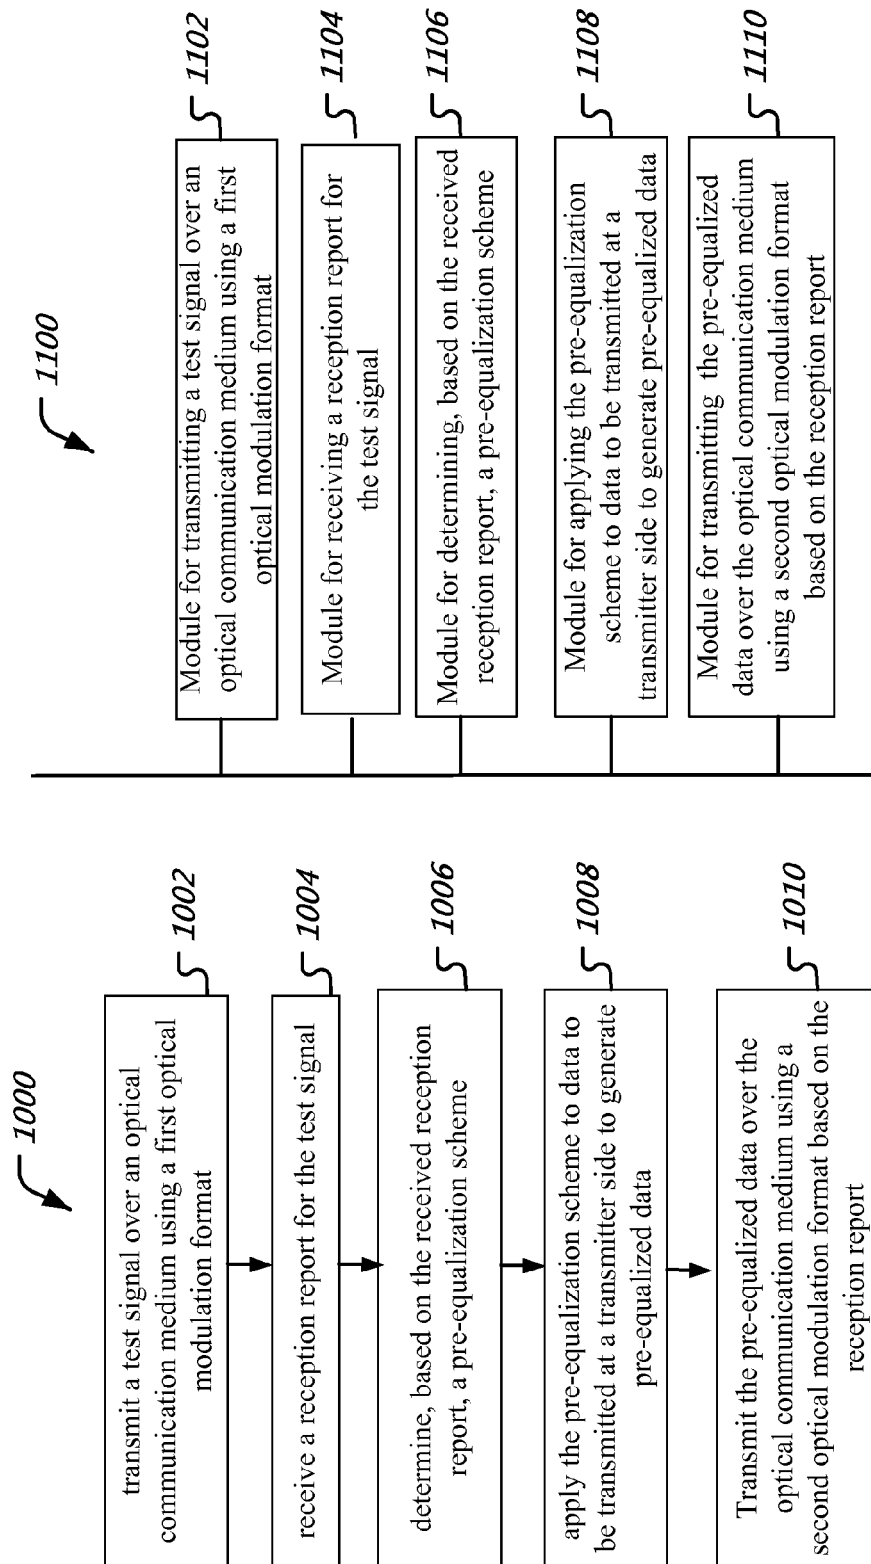 1000
transmit a test signal over an optical
communication medium using a first optical
modulation format
1002
receive a reception report for the test signal
1004
determine, based on the received reception
report, a pre-equalization scheme
1006
apply the pre-equalization scheme to data to
be transmitted at a transmitter side to generate
pre-equalized data
1008
Transmit the pre-equalized data over the
optical communication medium using a
second optical modulation format based on the
reception report
1010
1100
Module for transmitting a test signal over an
optical communication medium using a first
optical modulation format
1102
Module for receiving a reception report for
the test signal
1104
Module for determining, based on the received
reception report, a pre-equalization scheme
1106
Module for applying the pre-equalization
scheme to data to be transmitted at a
transmitter side to generate pre-equalized data
1108
Module for transmitting the pre-equalized
data over the optical communication medium
using a second optical modulation format
based on the reception report
1110